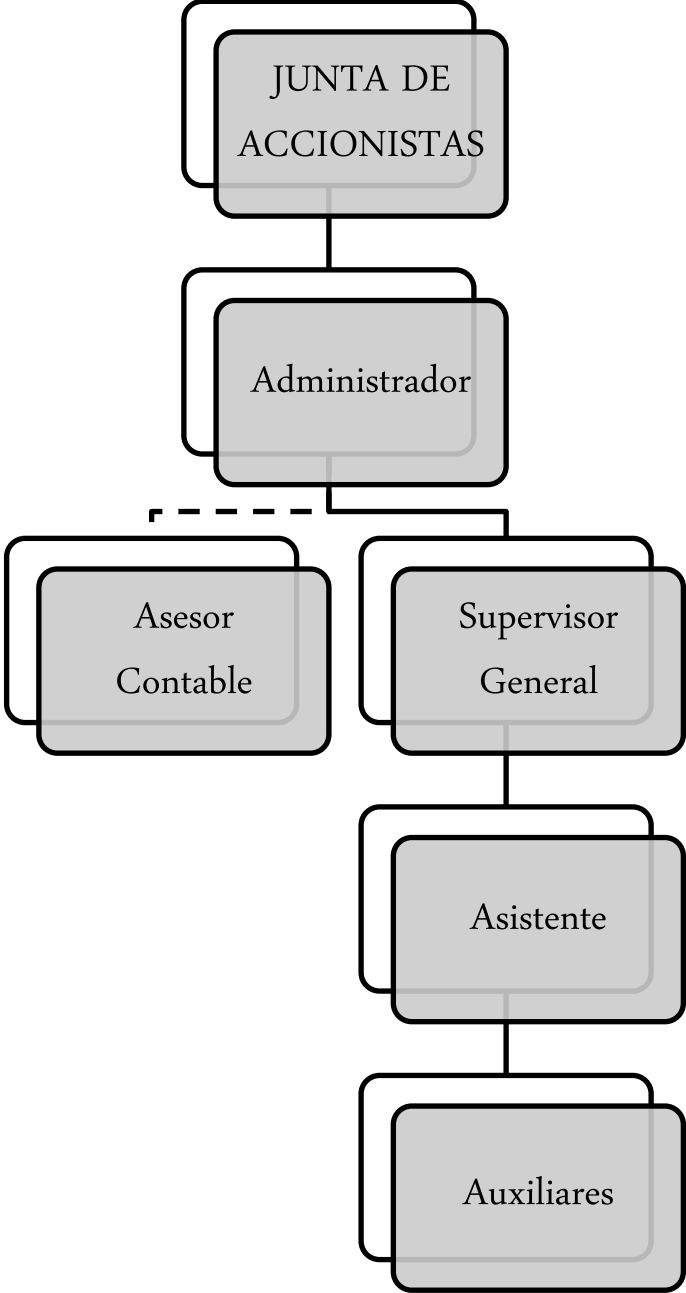 JUNTA DE
ACCIONISTAS
Administrador
Asesor
Contable
Supervisor
General
Asistente
Auxiliares